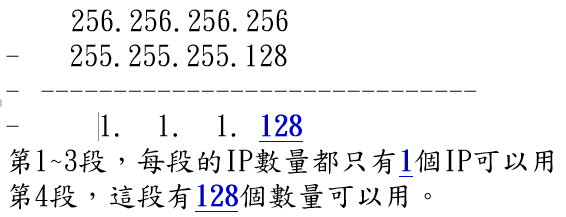 256.256.256.256
- 255.255.255.128
- ------------------------------
- 1. 1. 1. 128
第1~3段，每段的IP數量都只有1個IP可以用
第4段，這段有128個數量可以用。